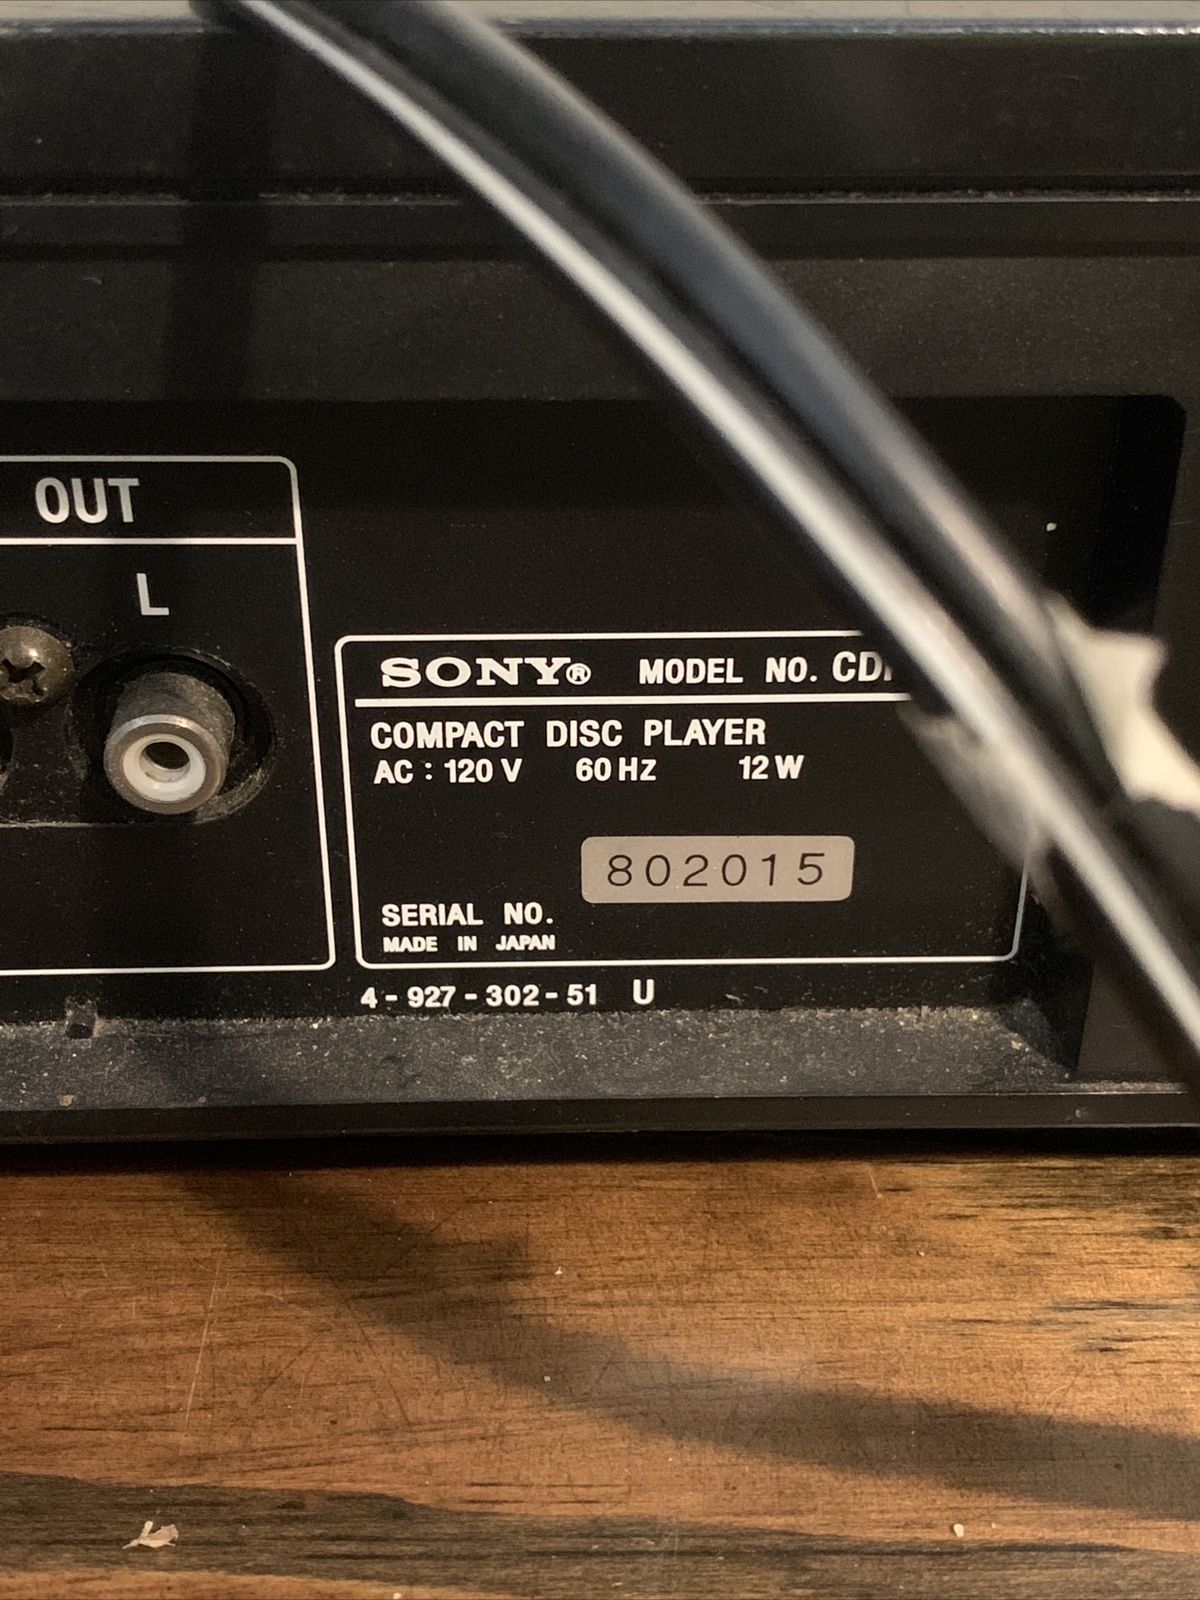 OUT
L
SONY® MODEL NO. CD
COMPACT DISC PLAYER
AC : 120 V 60 HZ 12 W
802015
SERIAL NO.
MADE IN JAPAN
4-927-302-51 U